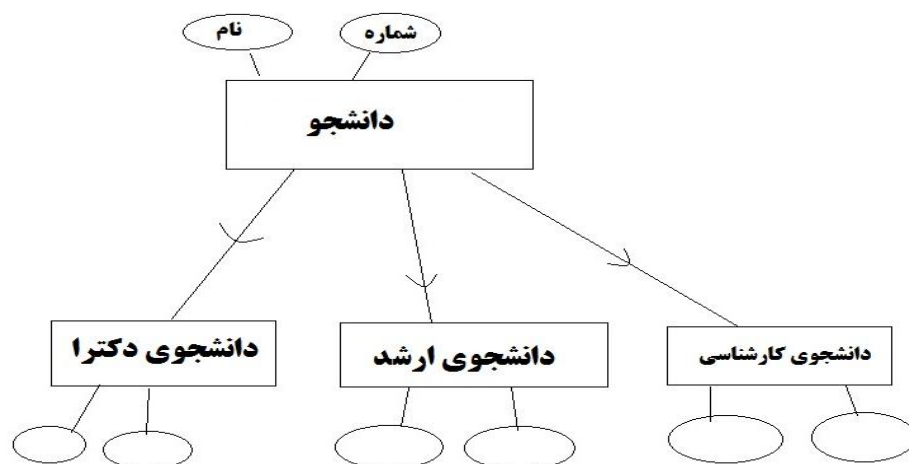 شماره
نام
دانشجو
دانشجوی کارشناسی
دانشجوی ارشد
دانشجوی دکترا